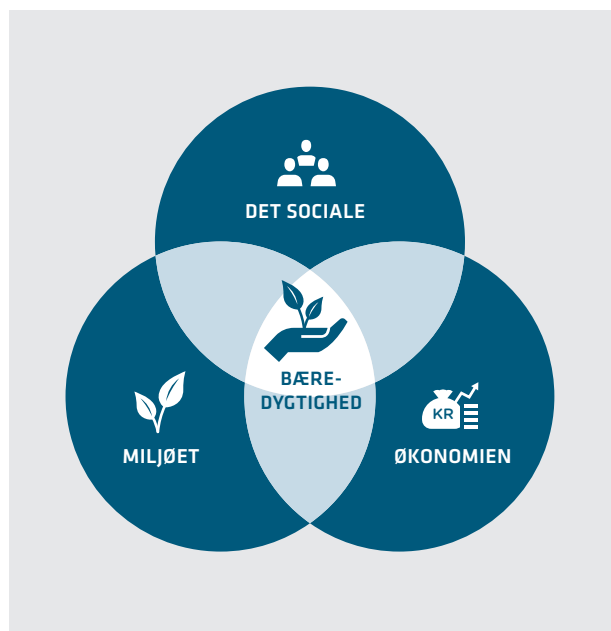 DET SOCIALE
BÆRE-
DYGTIGHED
KR
MILJØET
ØKONOMIEN